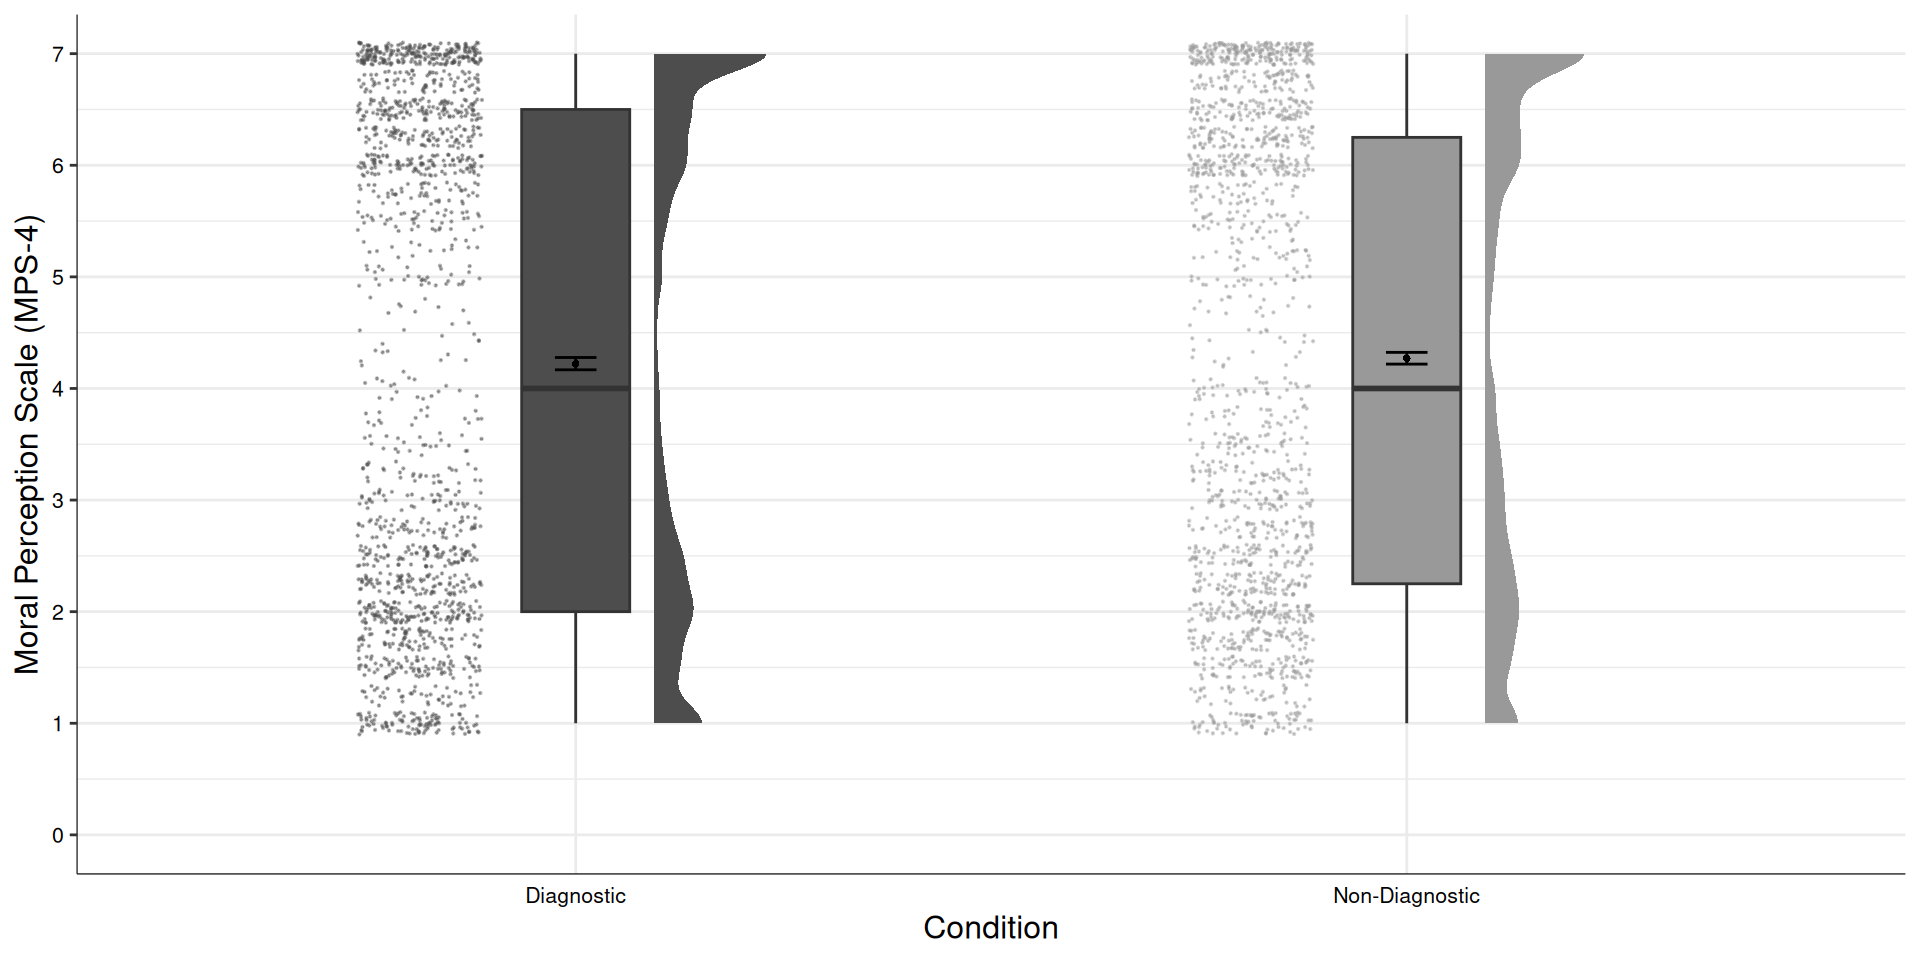 Moral Perception Scale (MPS-4)
7
6
5
4
3
2
1
0
Diagnostic
Non-Diagnostic
Condition